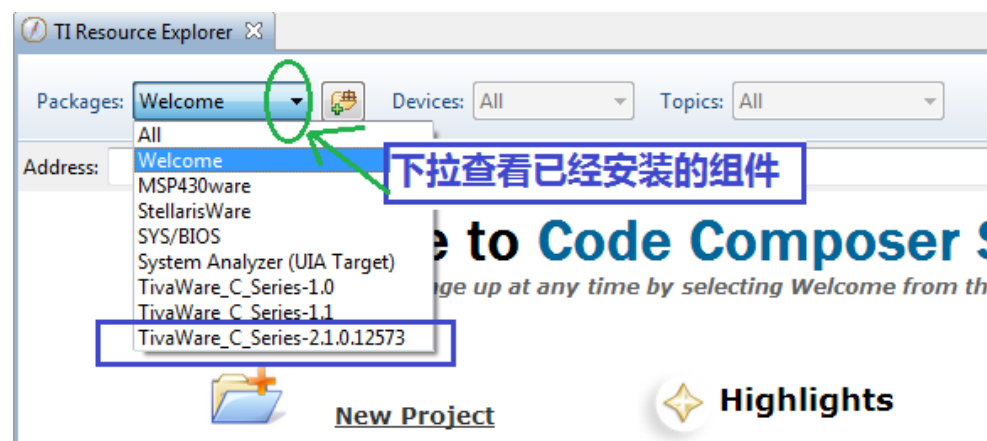 TI Resource Explorer
Packages: Welcome Devices: All Topics: All
All
Address: Welcome
下拉查看已经安装的组件
MSP430ware
StellarisWare
SYS/BIOS
to Code Composer
System Analyzer (UIA Target)
TivaWare_C_Series-1.0
up at any time by selecting Welcome from
TivaWare_C_Series-1.1
TivaWare_C_Series-2.1.0.12573
New Project
Highlights